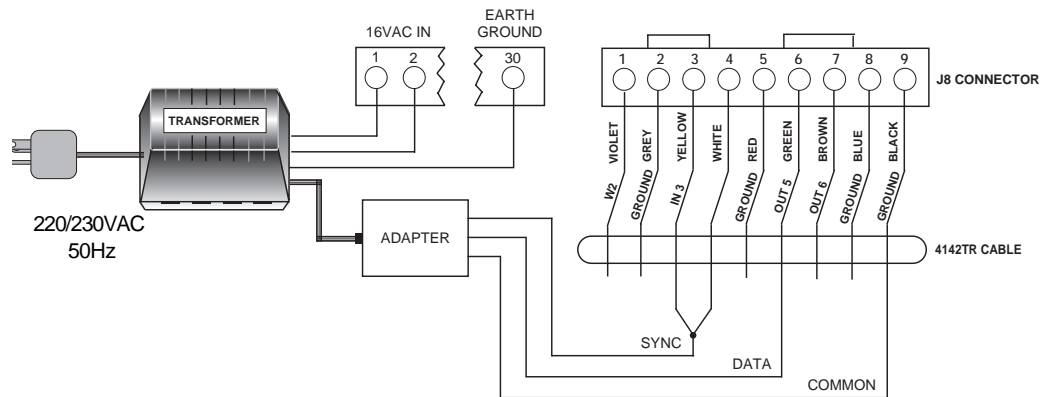 16VAC IN
EARTH
GROUND
1 2
30
1 2 3 4 5 6 7 8 9
J8 CONNECTOR
TRANSFORMER
VIOLET
GREY
YELLOW
WHITE
RED
GREEN
BROWN
BLUE
BLACK
W2
GROUND
IN 3
GROUND
OUT 5
OUT 6
GROUND
GROUND
220/230VAC
50Hz
ADAPTER
4142TR CABLE
SYNC
DATA
COMMON